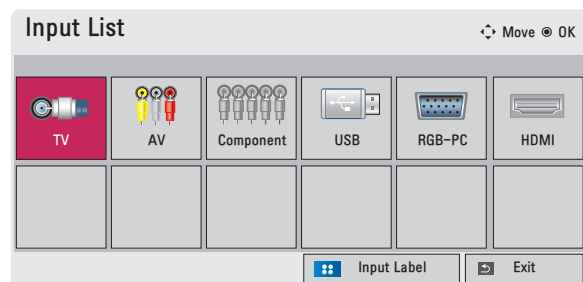 Input List
Move OK
TV
AV
Component
USB
RGB-PC
HDMI
Input Label
Exit